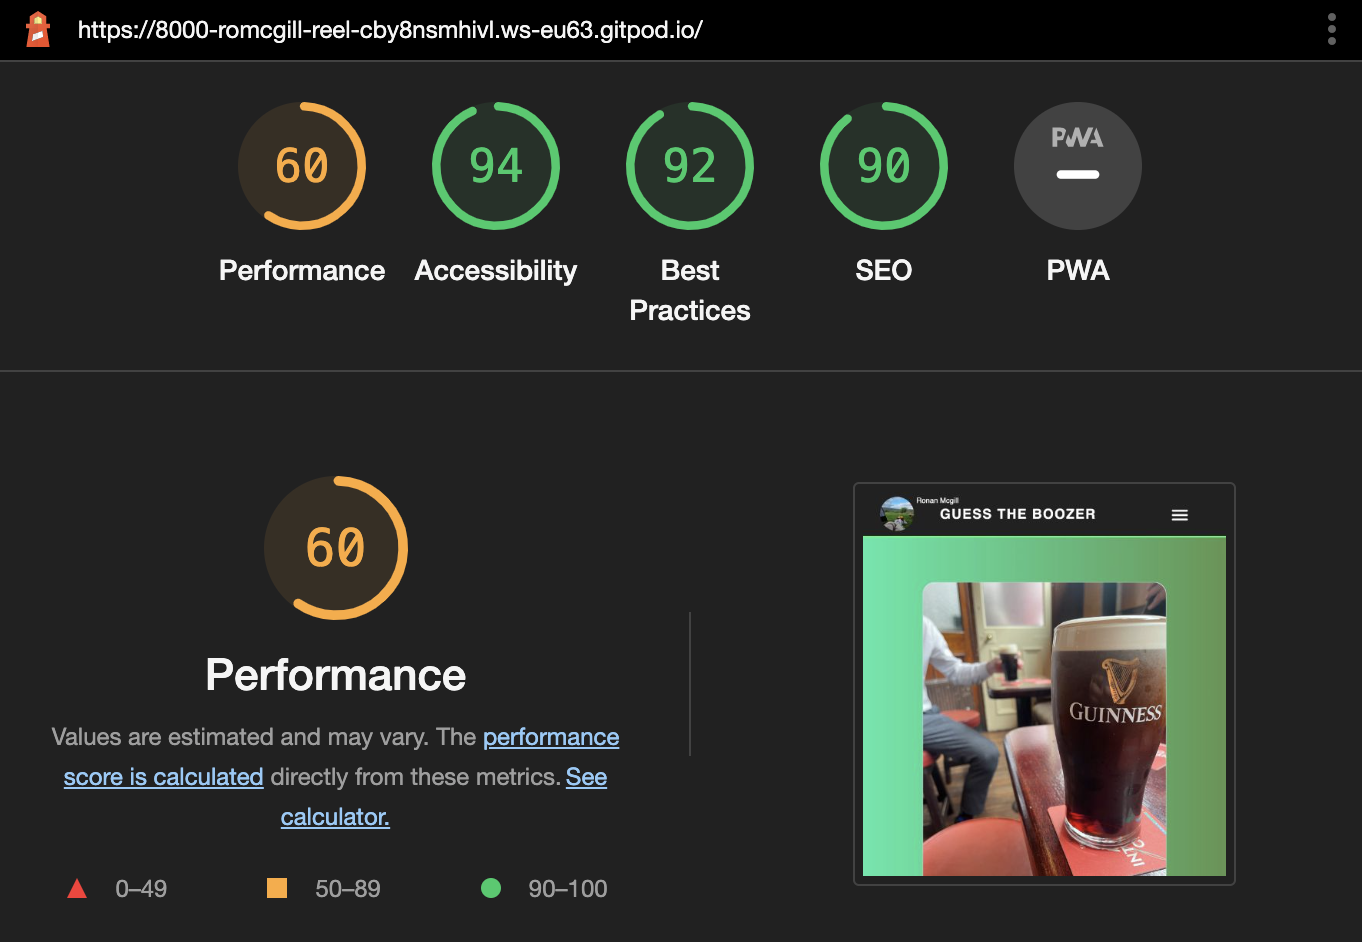 https://8000-romcgill-reel-cby8nsmhivl.ws-eu63.gitpod.io/
60
94
92
90
PWA
Performance
Accessibility
Best
Practices
SEO
PWA
60
Performance
Values are estimated and may vary. The performance
score is calculated directly from these metrics. See
calculator.
0–49
50–89
90–100
Ronan Mcgill
GUESS THE BOOZER
GUINNESS